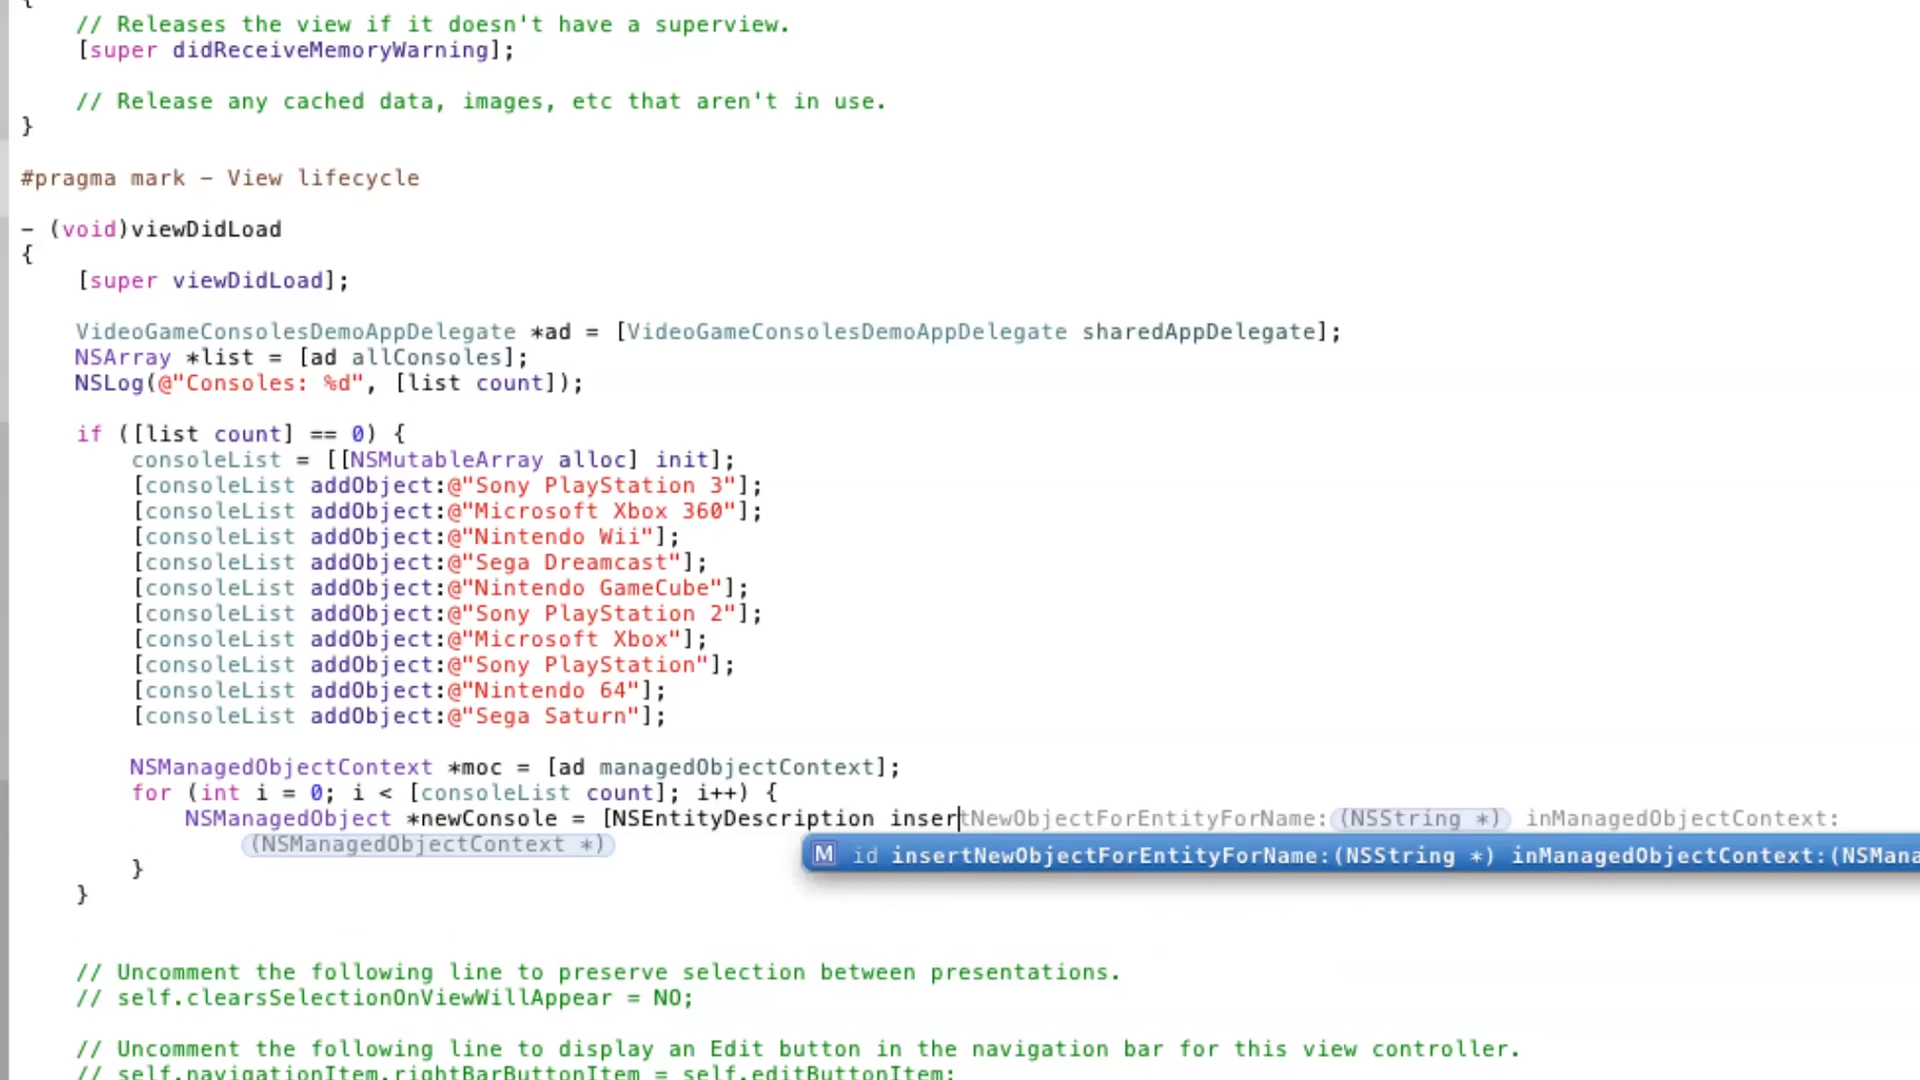 {
    // Releases the view if it doesn't have a superview.
    [super didReceiveMemoryWarning];
    // Release any cached data, images, etc that aren't in use.
}
#pragma mark - View lifecycle
- (void)viewDidLoad
{
    [super viewDidLoad];
    VideoGameConsolesDemoAppDelegate *ad = [VideoGameConsolesDemoAppDelegate sharedAppDelegate];
    NSArray *list = [ad allConsoles];
    NSLog(@"Consoles: %d", [list count]);
    if ([list count] == 0) {
        consoleList = [[NSMutableArray alloc] init];
        [consoleList addObject:@"Sony PlayStation 3"];
        [consoleList addObject:@"Microsoft Xbox 360"];
        [consoleList addObject:@"Nintendo Wii"];
        [consoleList addObject:@"Sega Dreamcast"];
        [consoleList addObject:@"Nintendo GameCube"];
        [consoleList addObject:@"Sony PlayStation 2"];
        [consoleList addObject:@"Microsoft Xbox"];
        [consoleList addObject:@"Sony PlayStation"];
        [consoleList addObject:@"Nintendo 64"];
        [consoleList addObject:@"Sega Saturn"];
        NSManagedObjectContext *moc = [ad managedObjectContext];
        for (int i = 0; i < [consoleList count]; i++) {
            NSManagedObject *newConsole = [NSEntityDescription insertNewObjectForEntityForName:(NSString *) inManagedObjectContext:
                (NSManagedObjectContext *)
M id insertNewObjectForEntityForName:(NSString *) inManagedObjectContext:(NSMana
        }
    }
    // Uncomment the following line to preserve selection between presentations.
    // self.clearsSelectionOnViewWillAppear = NO;
    // Uncomment the following line to display an Edit button in the navigation bar for this view controller.
    // self.navigationItem.rightBarButtonItem = self.editButtonItem;